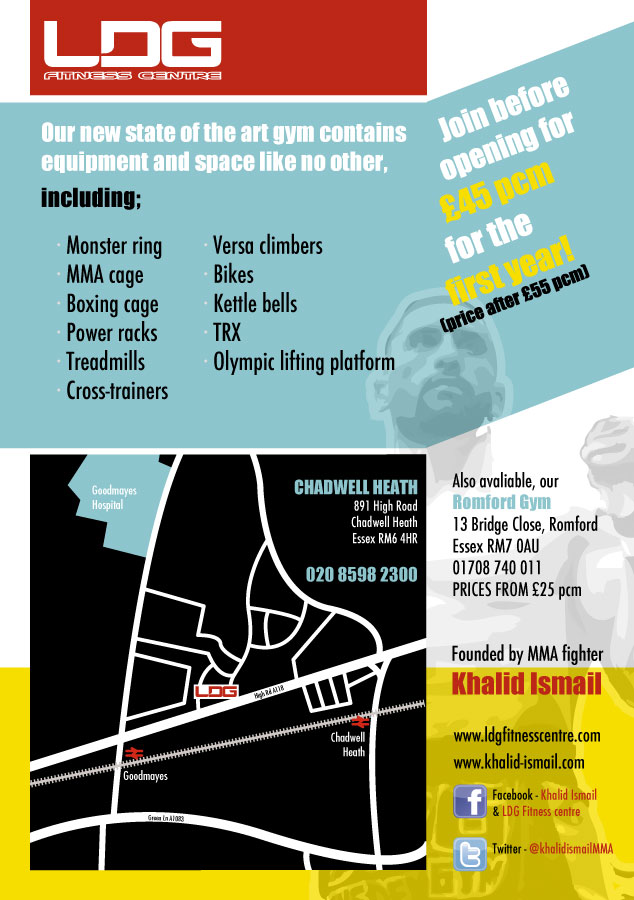 LDG
FITNESS CENTRE
Our new state of the art gym contains
equipment and space like no other,
including;
· Monster ring
· MMA cage
· Boxing cage
· Power racks
· Treadmills
· Cross-trainers
· Versa climbers
· Bikes
· Kettle bells
· TRX
· Olympic lifting platform
Join before
opening for
£45 pcm
for the
first year!
(price after £55 pcm)
Goodmayes
Hospital
CHADWELL HEATH
891 High Road
Chadwell Heath
Essex RM6 4HR
020 8598 2300
LDG
High Rd A118
Chadwell
Heath
Goodmayes
Green Ln A1083
Also avaliable, our
Romford Gym
13 Bridge Close, Romford
Essex RM7 0AU
01708 740 011
PRICES FROM £25 pcm
Founded by MMA fighter
Khalid Ismail
www.ldgfitnesscentre.com
www.khalid-ismail.com
f
Facebook - Khalid Ismail
& LDG Fitness centre
t
Twitter - @khalidismailMMA
GYM